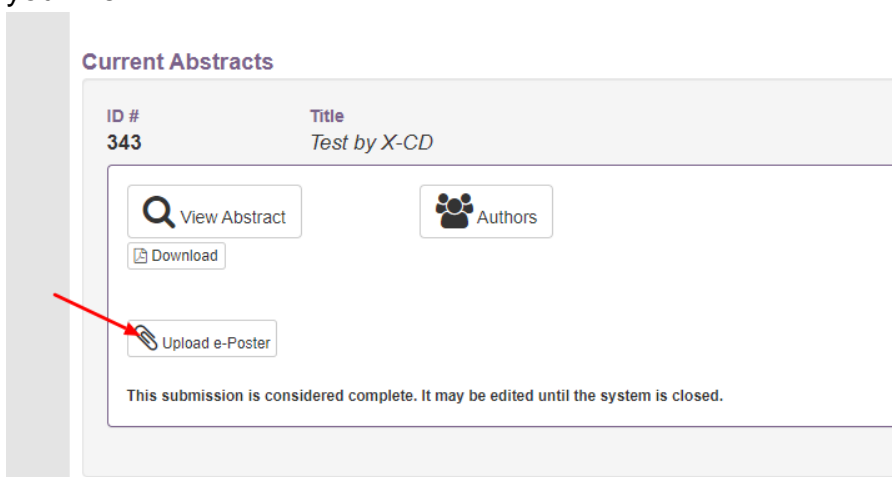 Current Abstracts
ID # Title
343 Test by X-CD
View Abstract Authors
Download
Upload e-Poster
This submission is considered complete. It may be edited until the system is closed.